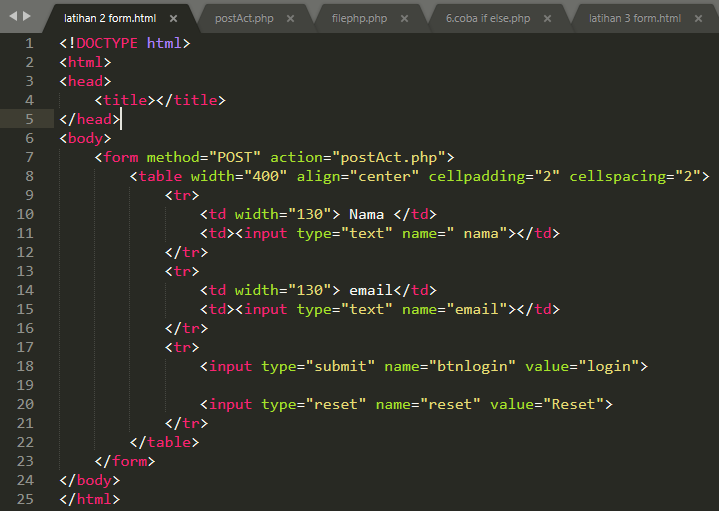 latihan 2 form.html × postAct.php × filephp.php × 6.coba if else.php × latihan 3 form.html ×
1 <!DOCTYPE html>
2 <html>
3 <head>
4 <title></title>
5 </head>
6 <body>
7 <form method="POST" action="postAct.php">
8 <table width="400" align="center" cellpadding="2" cellspacing="2">
9 <tr>
10 <td width="130"> Nama </td>
11 <td><input type="text" name=" nama"></td>
12 </tr>
13 <tr>
14 <td width="130"> email</td>
15 <td><input type="text" name="email"></td>
16 </tr>
17 <tr>
18 <input type="submit" name="btnlogin" value="login">
19
20 <input type="reset" name="reset" value="Reset">
21 </tr>
22 </table>
23 </form>
24 </body>
25 </html>